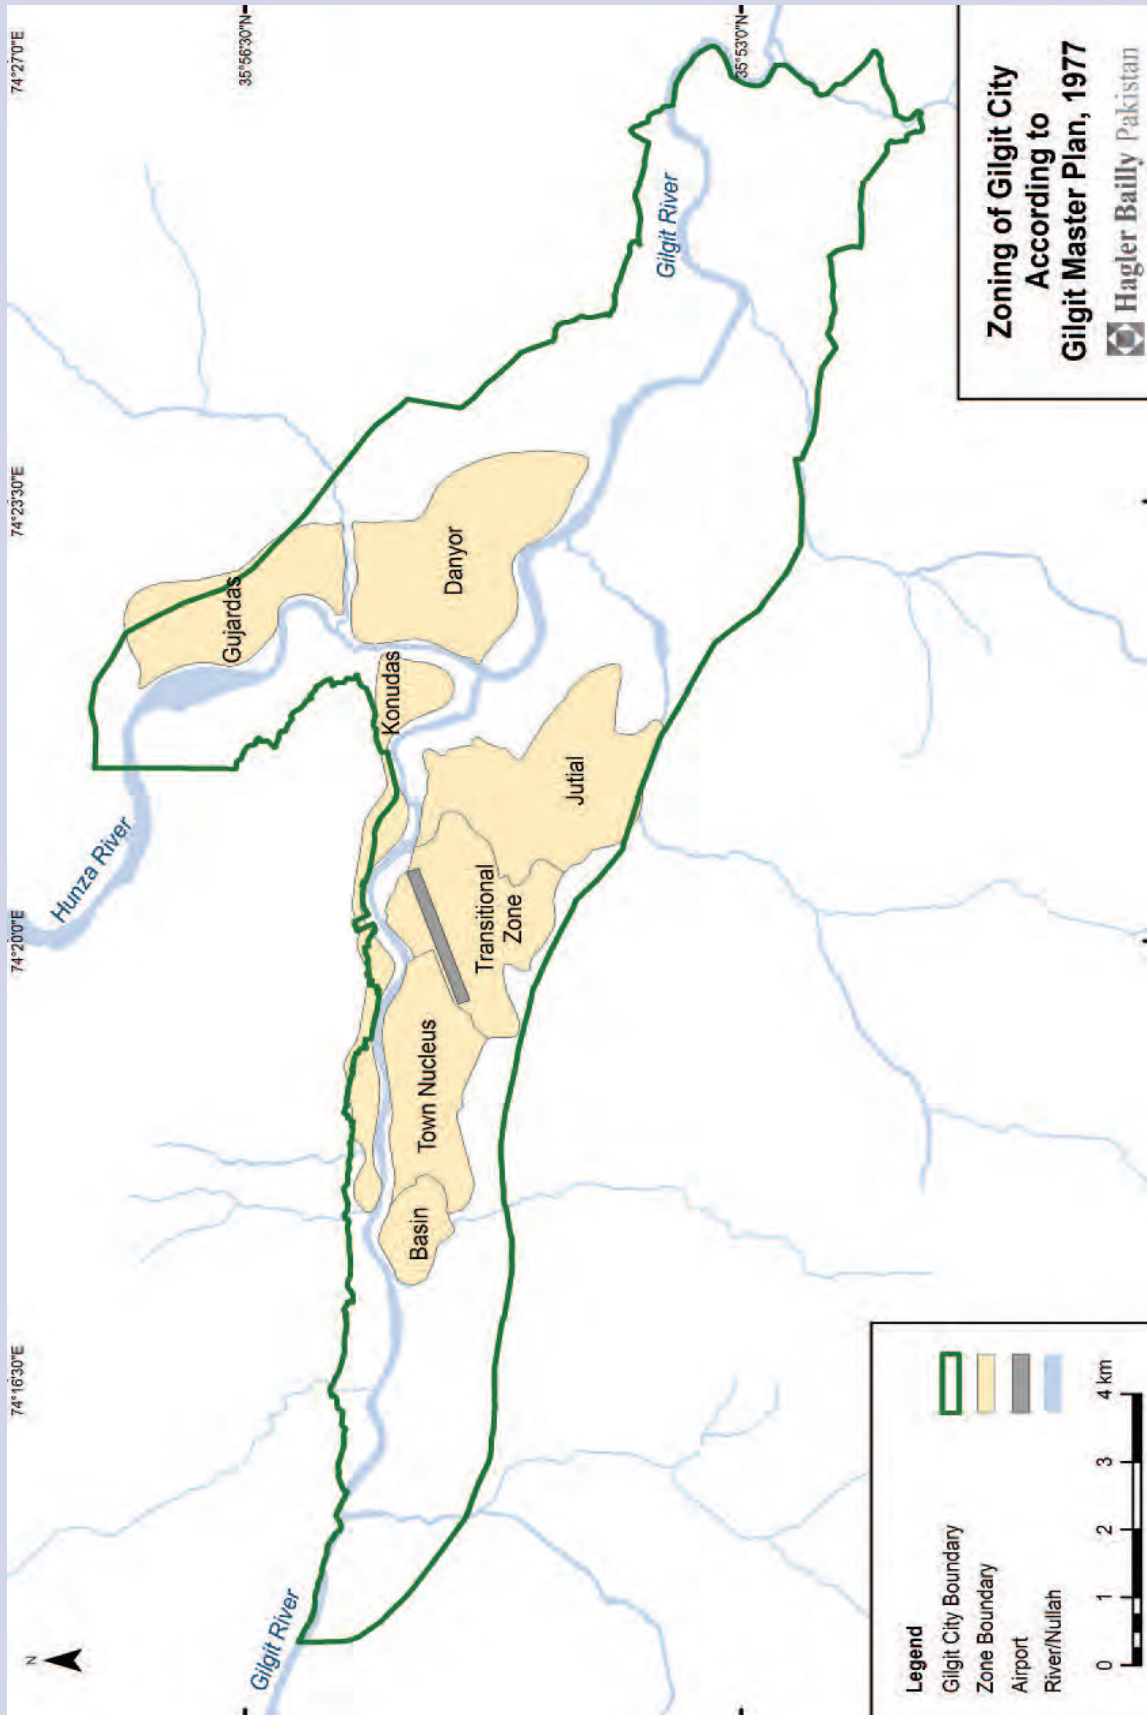 74°16'30"E
74°20'0"E
74°23'30"E
74°27'0"E
35°56'30"N
35°53'0"N
N
Gilgit River
Hunza River
Gujardas
Danyor
Konudas
Jutial
Transitional
Zone
Town Nucleus
Basin
Gilgit River
Legend
Gilgit City Boundary
Zone Boundary
Airport
River/Nullah
0 1 2 3 4 km
Zoning of Gilgit City
According to
Gilgit Master Plan, 1977
Hagler Bailly Pakistan